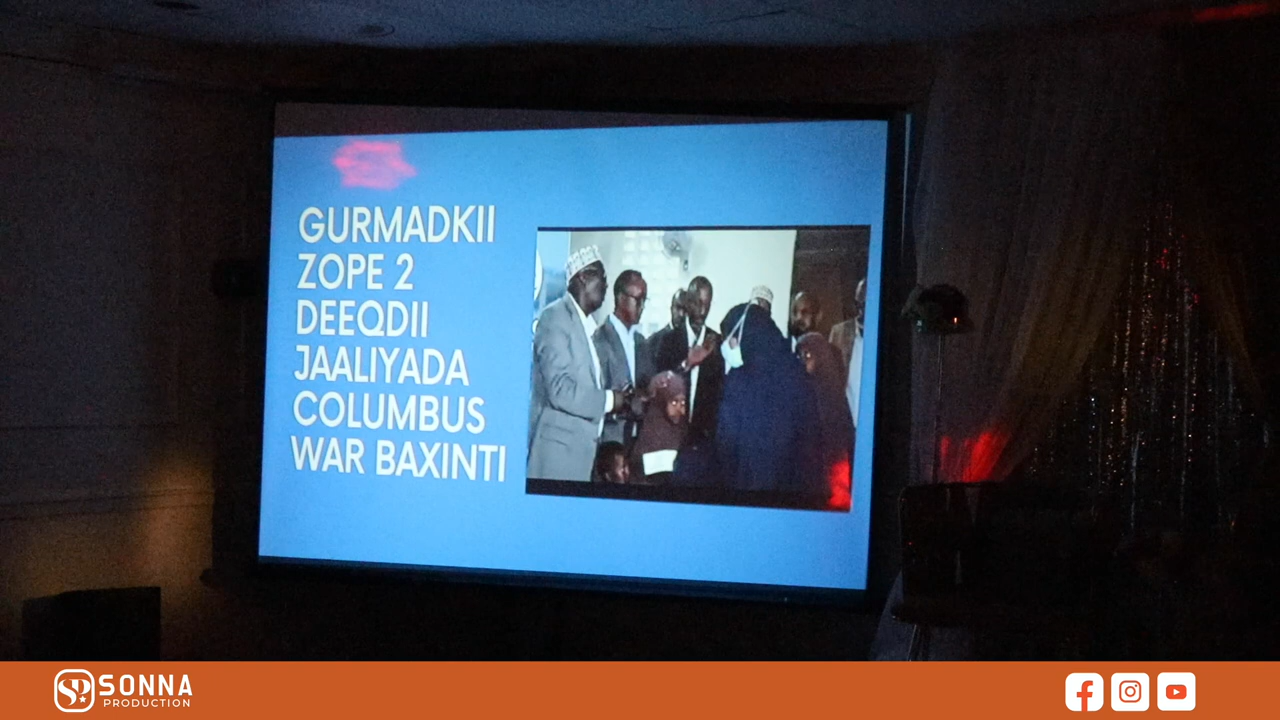 GURMADKII
ZOPE 2
DEEQDII
JAALIYADA
COLUMBUS
WAR BAXINTI
SONNA
PRODUCTION